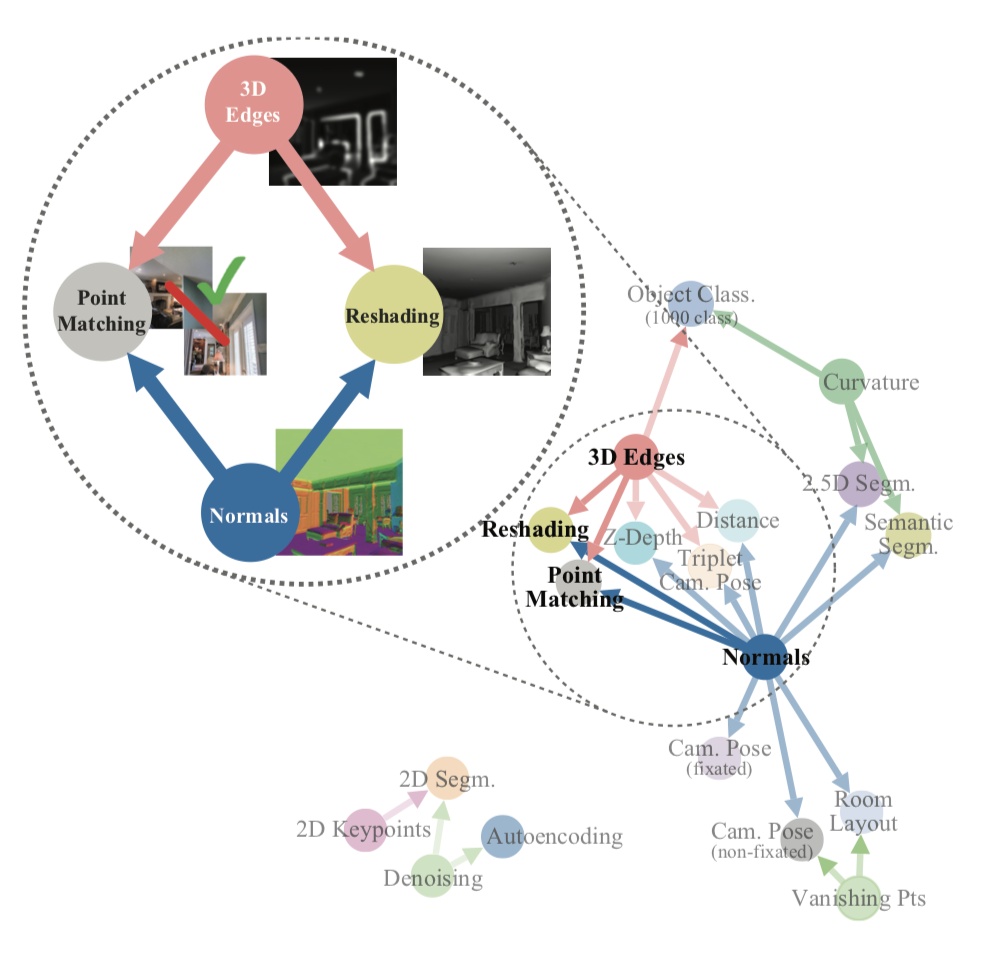 3D
Edges
Point
Matching
Reshading
Normals
Object Class.
(1000 class)
Curvature
3D Edges
2.5D Segm.
Reshading
Z-Depth
Distance
Semantic
Segm.
Triplet
Cam. Pose
Point
Matching
Normals
Cam. Pose
(fixated)
2D Segm.
Room
Layout
2D Keypoints
Autoencoding
Cam. Pose
(non-fixated)
Denoising
Vanishing Pts